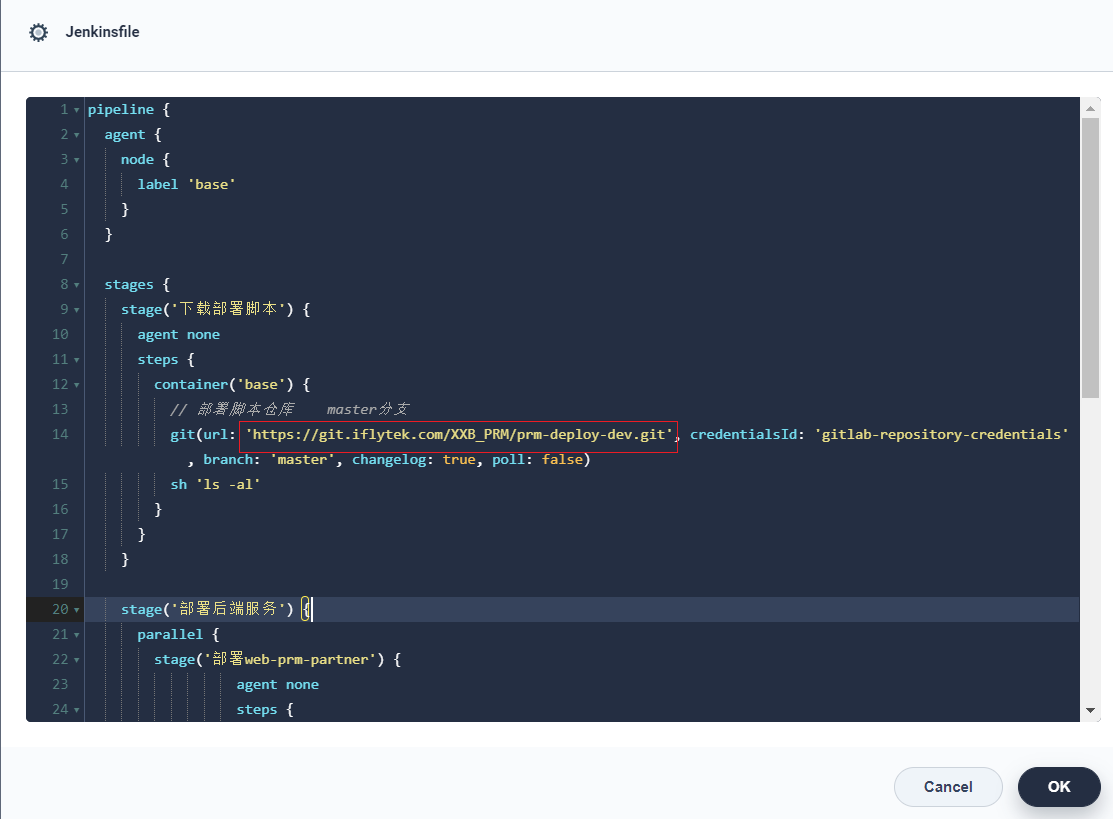 Jenkinsfile
1 pipeline {
2 agent {
3 node {
4 label 'base'
5 }
6 }
7
8 stages {
9 stage('下载部署脚本') {
10 agent none
11 steps {
12 container('base') {
13 // 部署脚本仓库    master分支
14 git(url: 'https://git.iflytek.com/XXB_PRM/prm-deploy-dev.git', credentialsId: 'gitlab-repository-credentials'
, branch: 'master', changelog: true, poll: false)
15 sh 'ls -al'
16 }
17 }
18 }
19
20 stage('部署后端服务') {
21 parallel {
22 stage('部署web-prm-partner') {
23 agent none
24 steps {
Cancel
OK